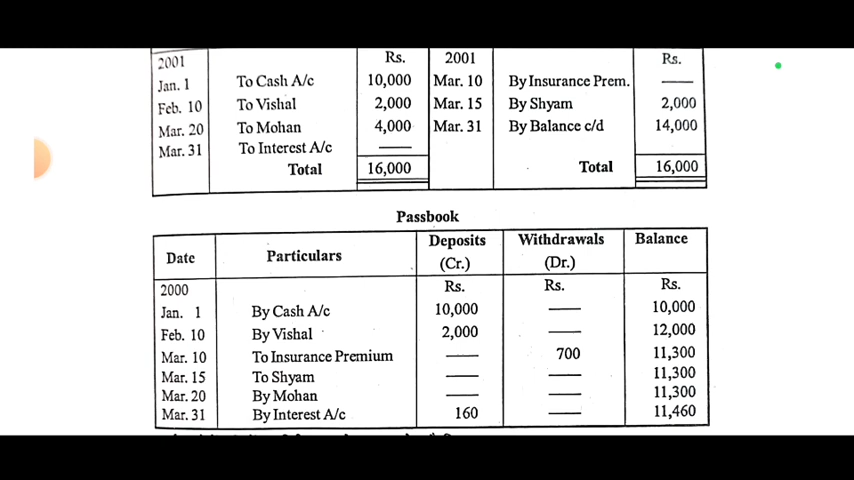 2001 Rs. 2001 Rs.
Jan. 1 To Cash A/c 10,000 Mar. 10 By Insurance Prem. —
Feb. 10 To Vishal 2,000 Mar. 15 By Shyam 2,000
Mar. 20 To Mohan 4,000 Mar. 31 By Balance c/d 14,000
Mar. 31 To Interest A/c —
Total 16,000 Total 16,000
Passbook
Date Particulars Deposits (Cr.) Withdrawals (Dr.) Balance
2000 Rs. Rs. Rs.
Jan. 1 By Cash A/c 10,000 — 10,000
Feb. 10 By Vishal 2,000 — 12,000
Mar. 10 To Insurance Premium — 700 11,300
Mar. 15 To Shyam — — 11,300
Mar. 20 By Mohan — — 11,300
Mar. 31 By Interest A/c 160 — 11,460